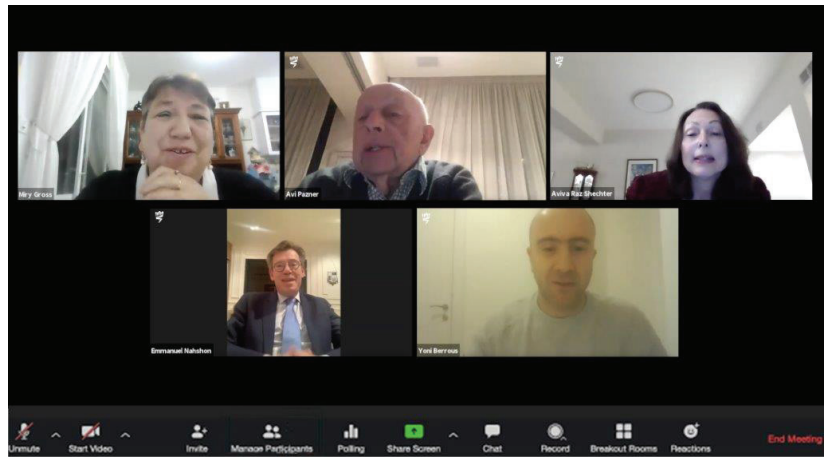 Miry Gross
Avi Pazner
Aviva Raz Shechter
Emmanuel Nahshon
Yoni Berrous
Unmute
Start Video
Invite
Manage Participants
Polling
Share Screen
Chat
Record
Breakout Rooms
Reactions
End Meeting